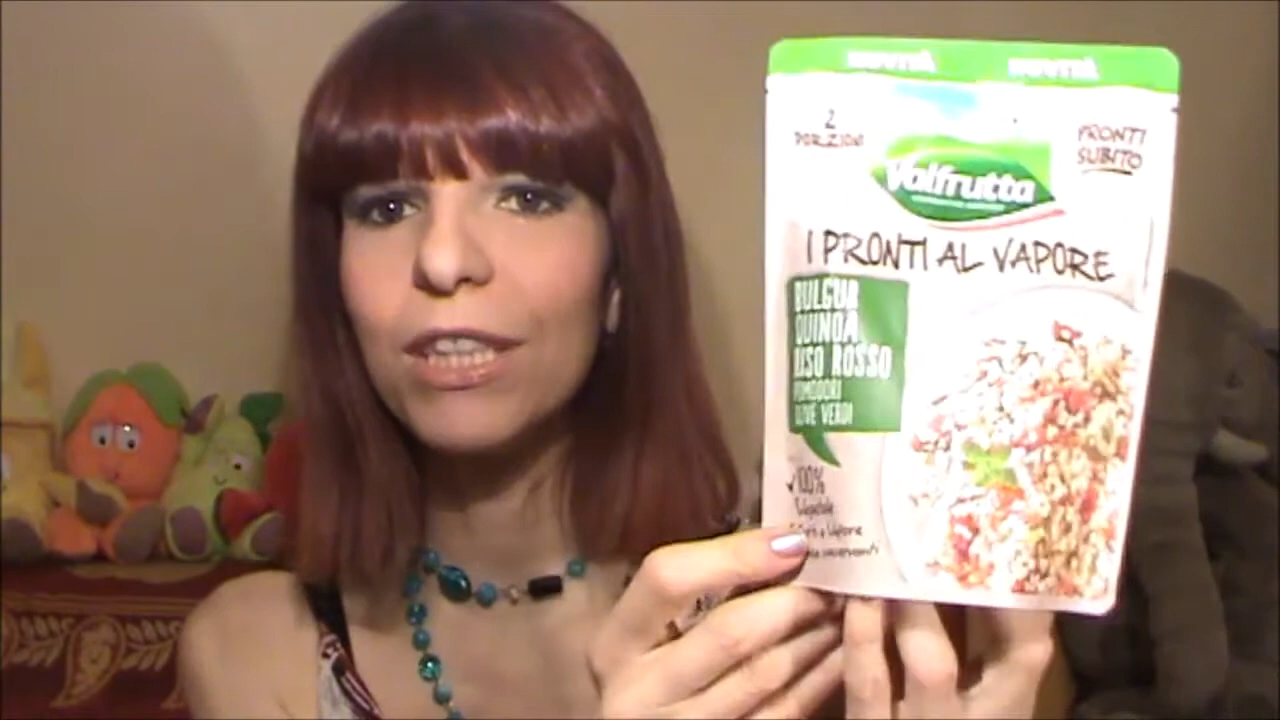 NOVITÀ NOVITÀ
2
PORZIONI
PRONTI
SUBITO
Valfrutta
I PRONTI AL VAPORE
BULGUR
QUINOA
RISO ROSSO
POMODORI
OLIVE VERDI
100%
Vegetale
Vapore